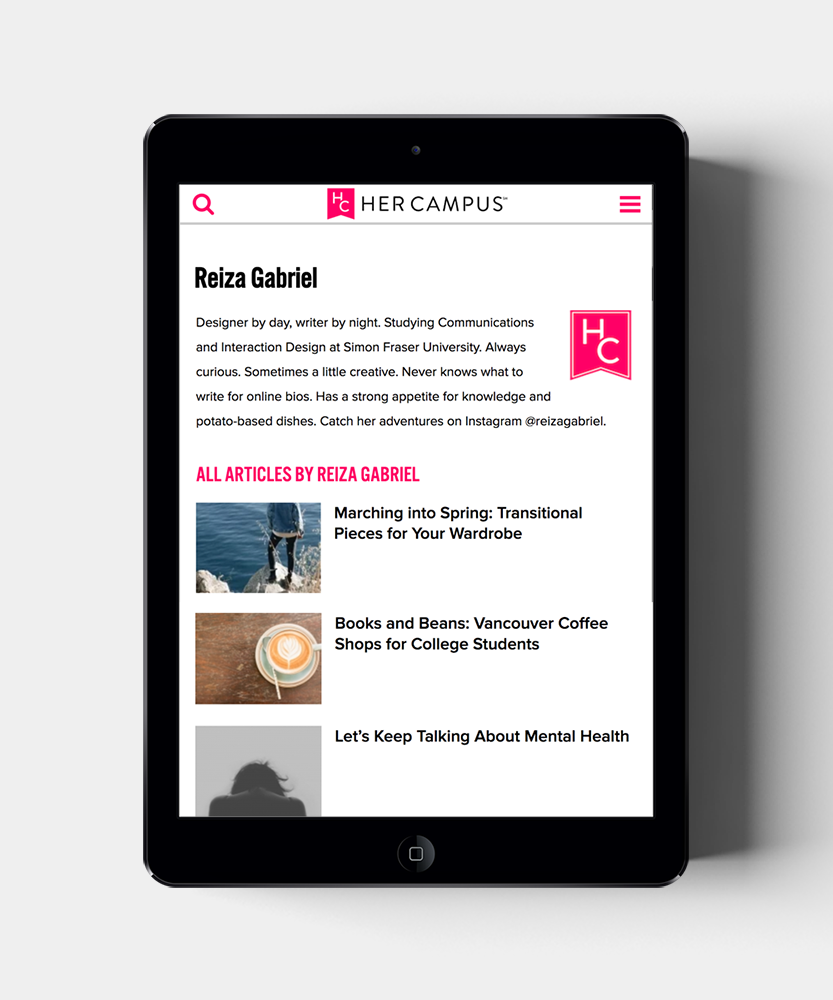 HC HER CAMPUS™
Reiza Gabriel
Designer by day, writer by night. Studying Communications
and Interaction Design at Simon Fraser University. Always
curious. Sometimes a little creative. Never knows what to
write for online bios. Has a strong appetite for knowledge and
potato-based dishes. Catch her adventures on Instagram @reizagabriel.
HC
ALL ARTICLES BY REIZA GABRIEL
Marching into Spring: Transitional
Pieces for Your Wardrobe
Books and Beans: Vancouver Coffee
Shops for College Students
Let’s Keep Talking About Mental Health